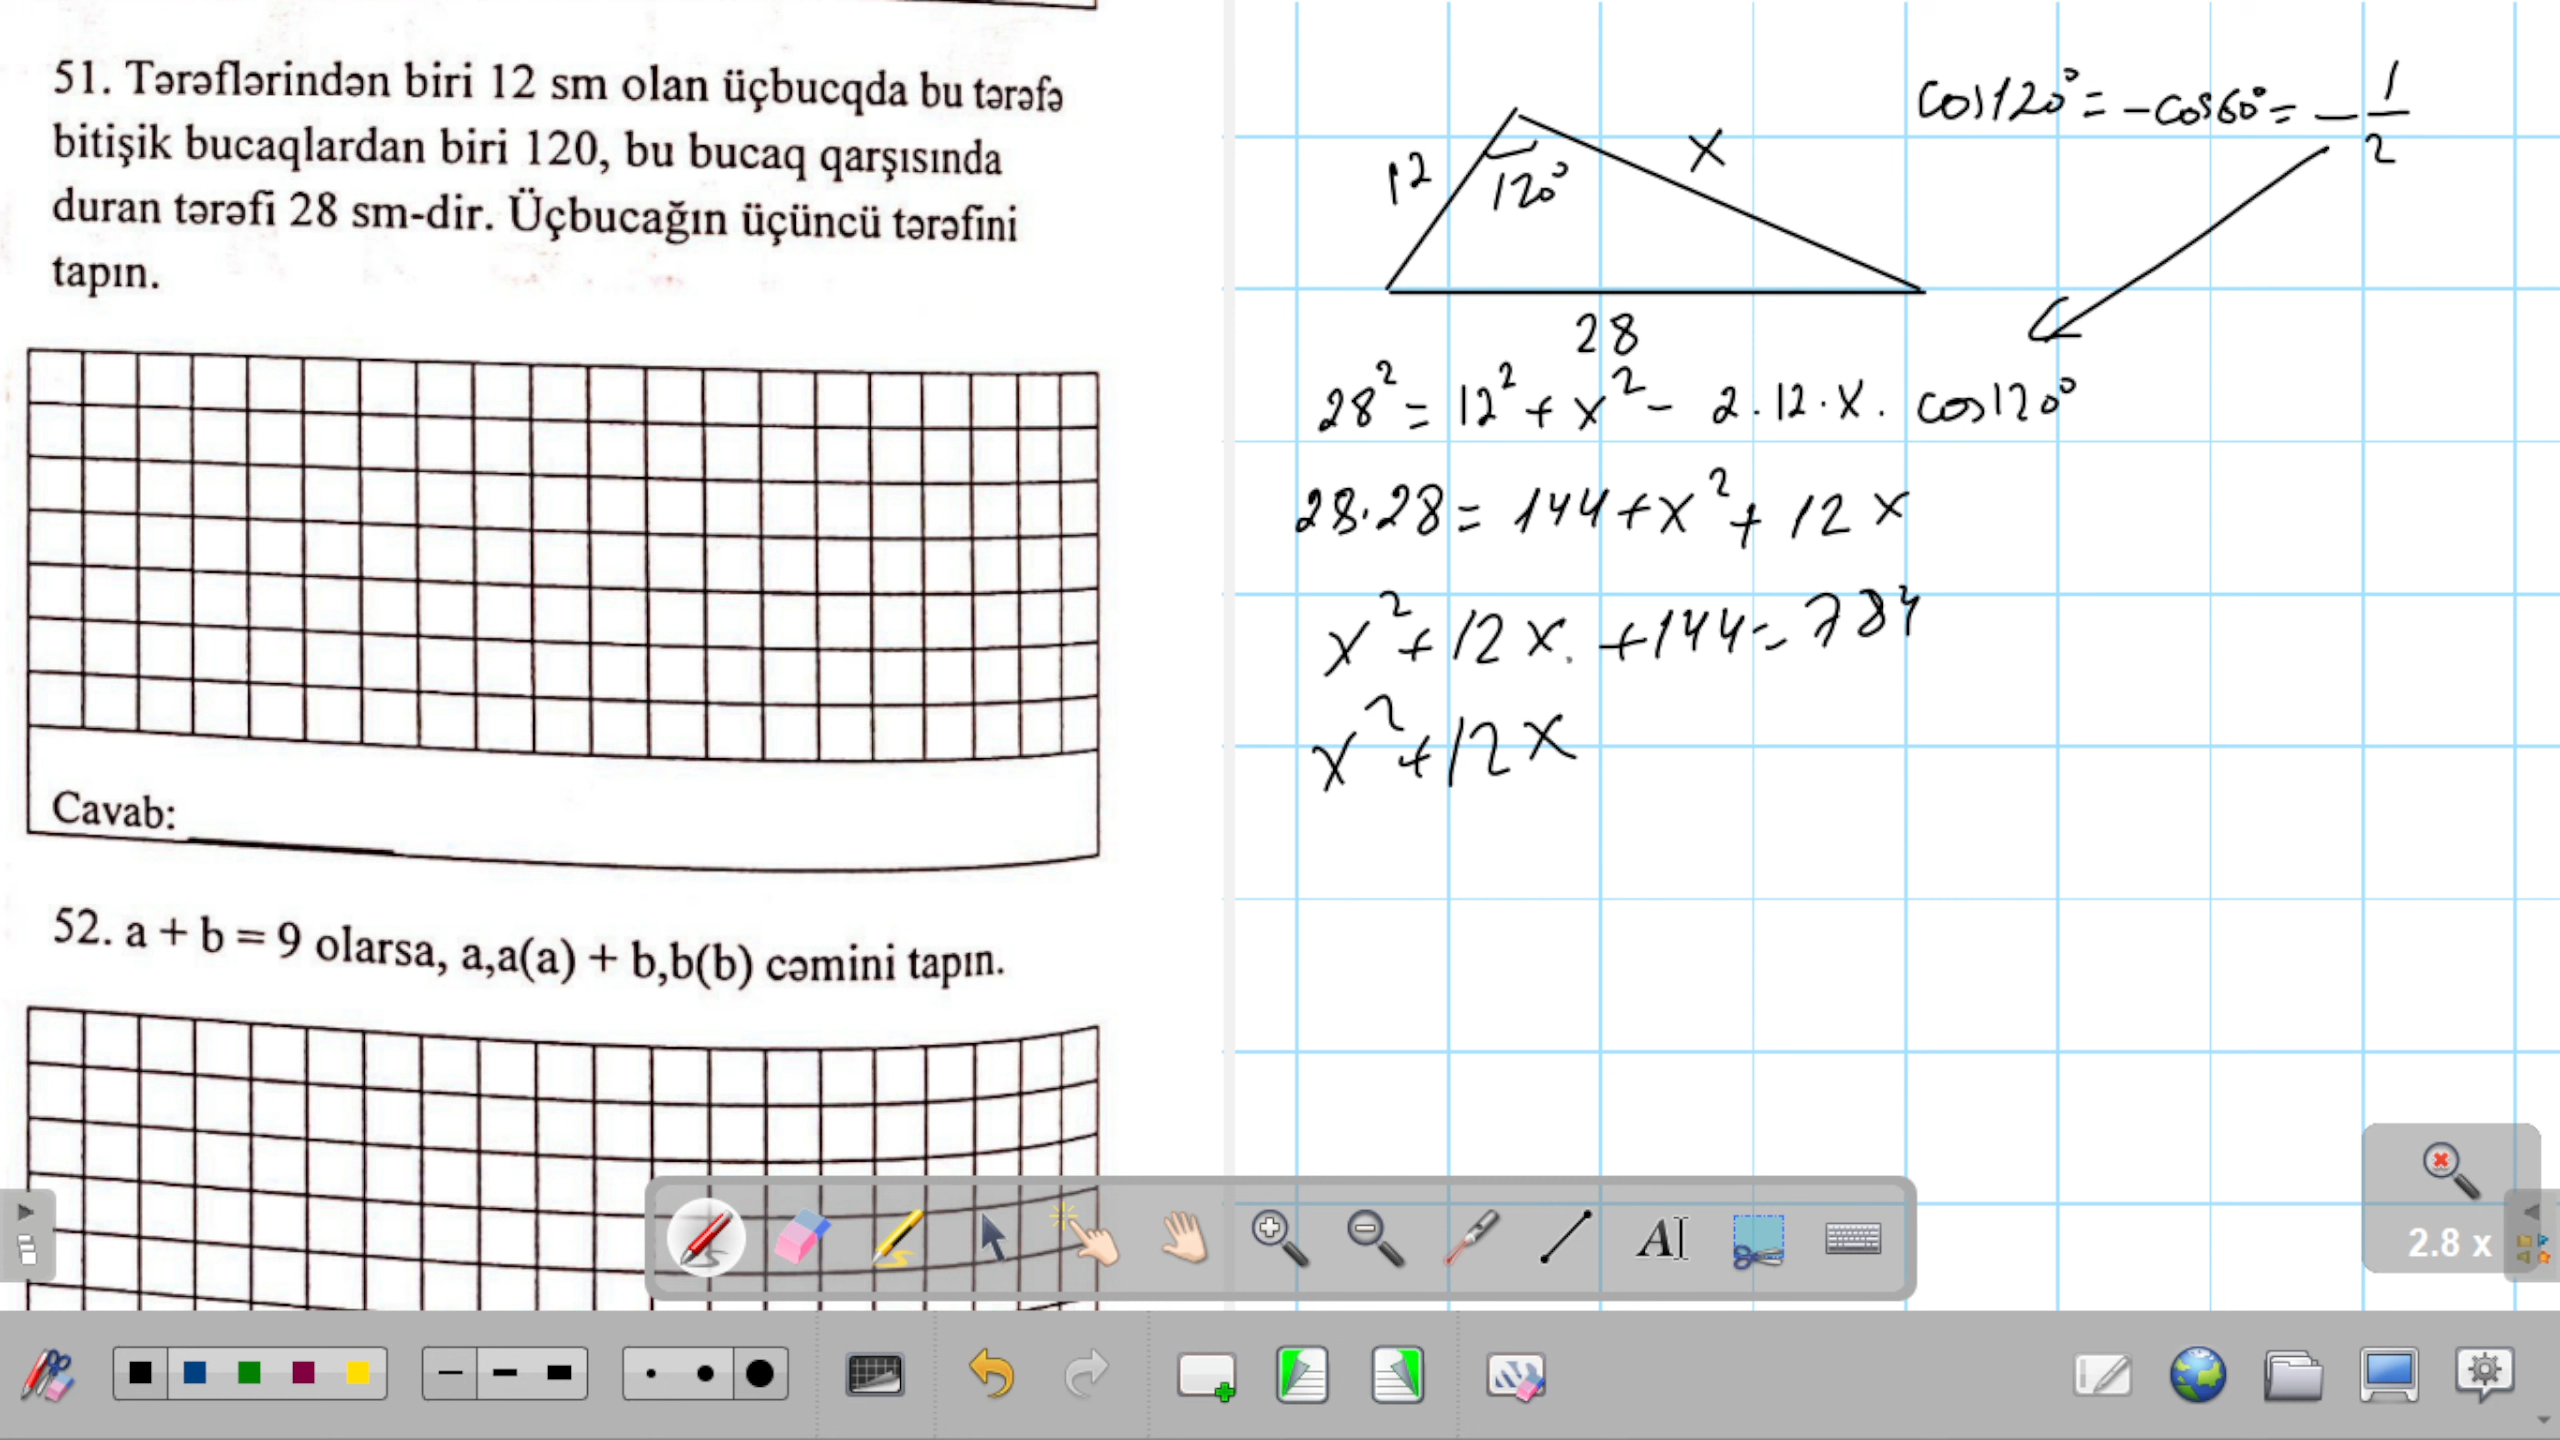 51. Tərəflərindən biri 12 sm olan üçbucqda bu tərəfə
bitişik bucaqlardan biri 120, bu bucaq qarşısında
duran tərəfi 28 sm-dir. Üçbucağın üçüncü tərəfini
tapın.
Cavab:
52. a + b = 9 olarsa, a,a(a) + b,b(b) cəmini tapın.
cos120° = -cos60° = -1/2
12
120°
x
28
28² = 12² + x² - 2·12·x· cos120°
28·28 = 144 + x² + 12x
x² + 12x. + 144 = 784
x² + 12x
AI
2.8 x